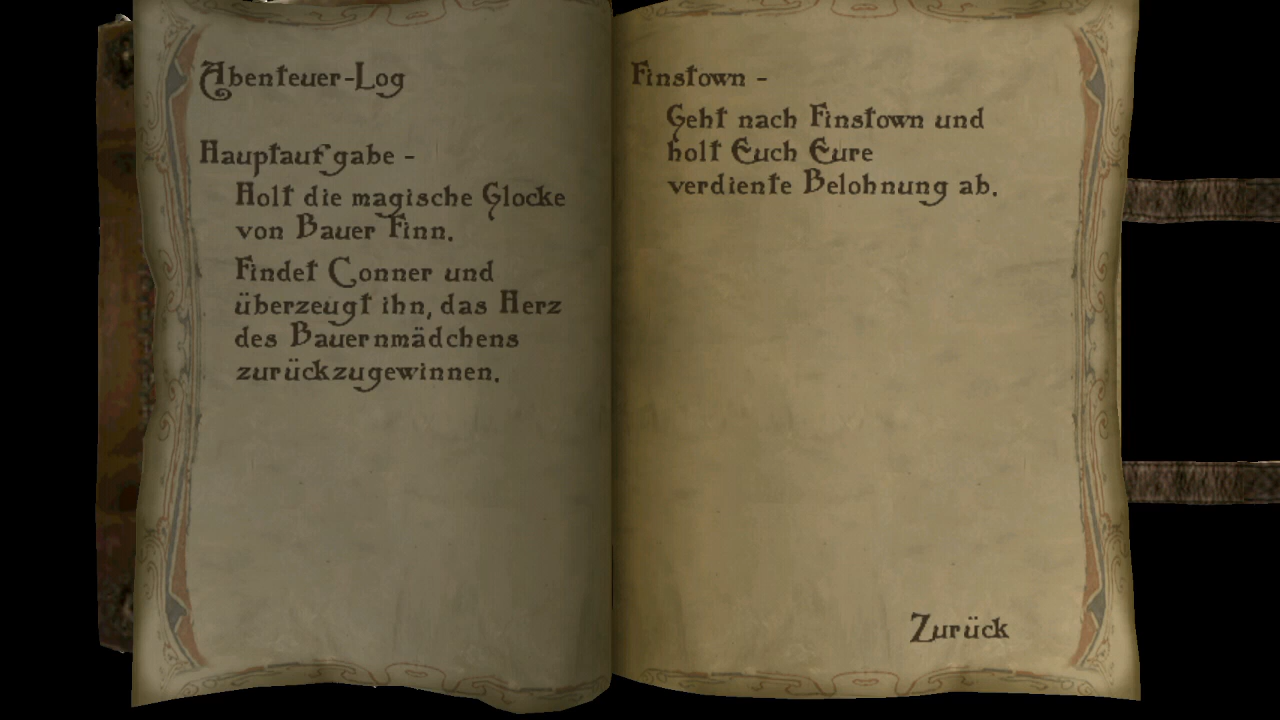 Abenteuer-Log
Hauptaufgabe -
Holt die magische Glocke
von Bauer Finn.
Findet Conner und
überzeugt ihn, das Herz
des Bauernmädchens
zurückzugewinnen.
Finstown -
Geht nach Finstown und
holt Euch Eure
verdiente Belohnung ab.
Zurück